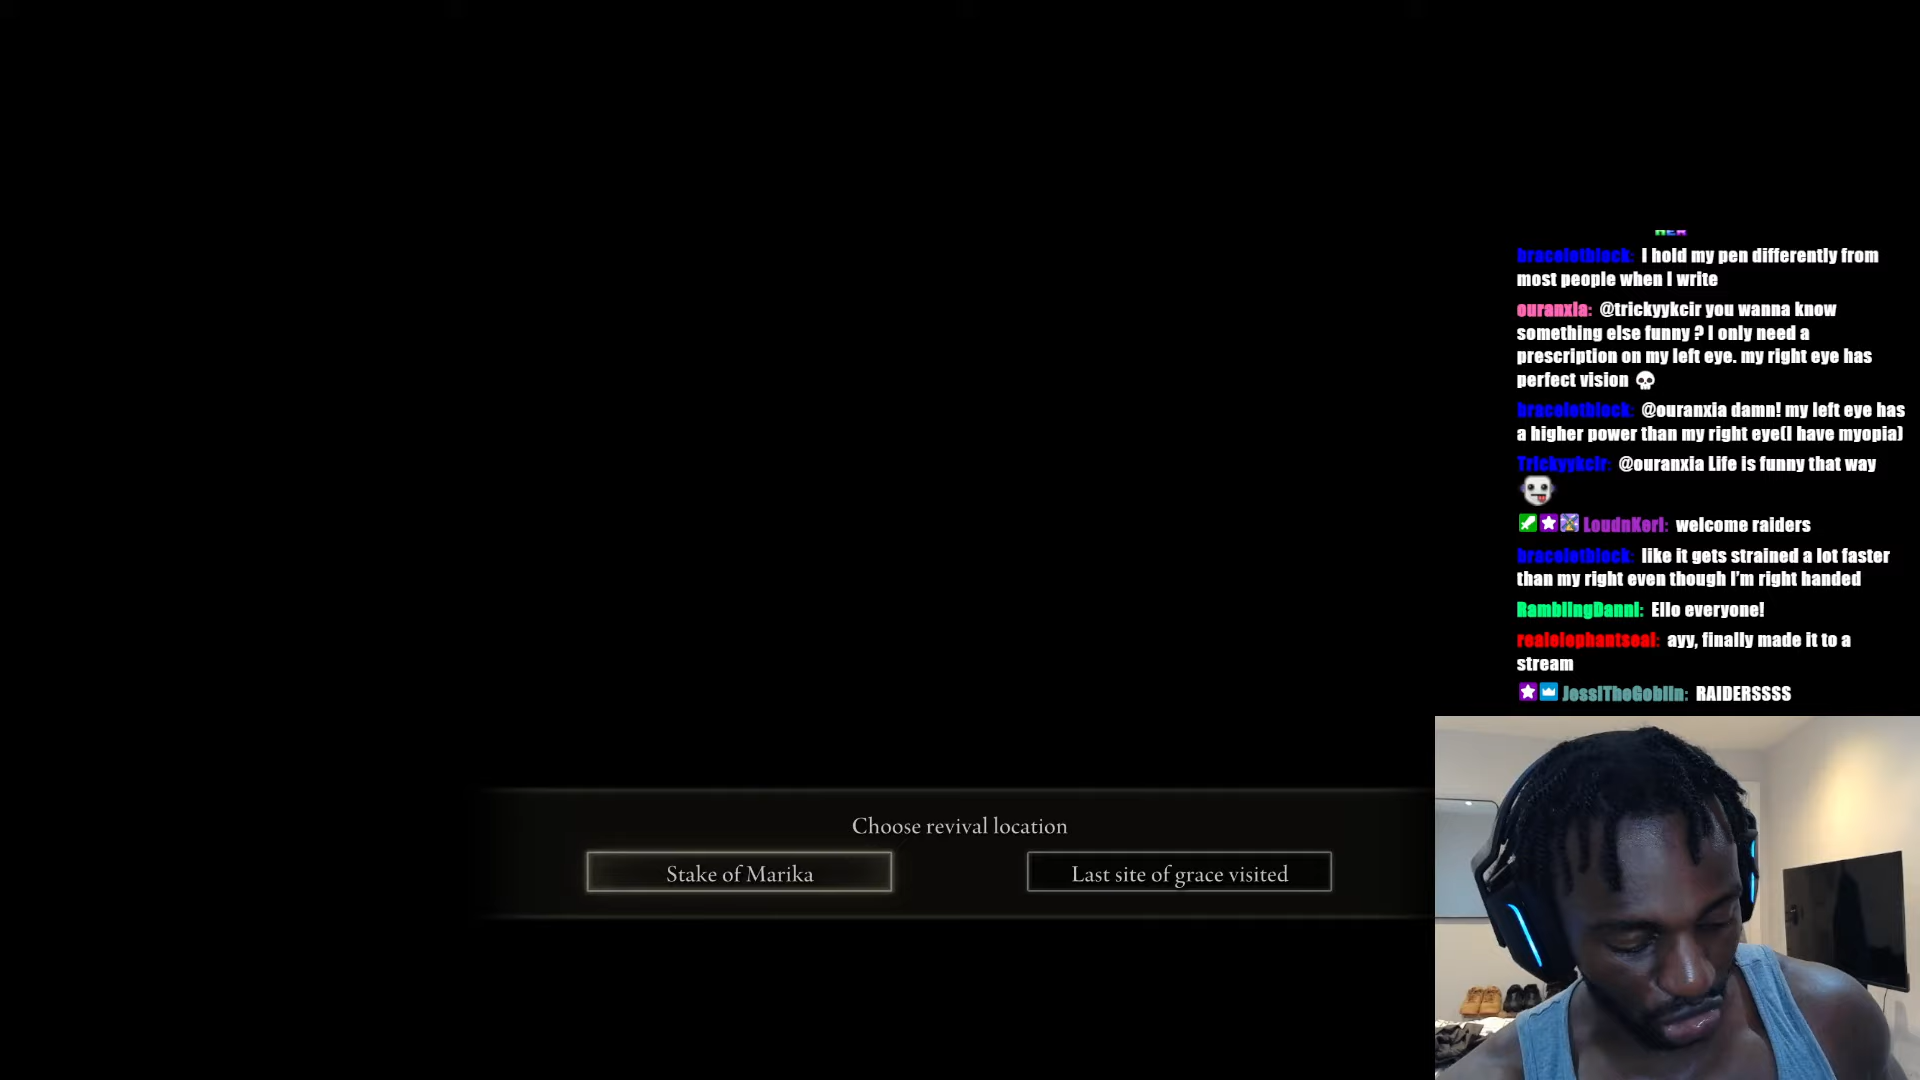 bracelotblock: I hold my pen differently from
most people when I write
ouranxia: @trickyykcir you wanna know
something else funny ? I only need a
prescription on my left eye. my right eye has
perfect vision
bracelotblock: @ouranxia damn! my left eye has
a higher power than my right eye(I have myopia)
Trickyykcir: @ouranxia Life is funny that way
LoudnKerl: welcome raiders
bracelotblock: like it gets strained a lot faster
than my right even though I'm right handed
RamblingDannI: Ello everyone!
realelephantseal: ayy, finally made it to a
stream
JessiTheGoblin: RAIDERSSSS
Choose revival location
Stake of Marika
Last site of grace visited